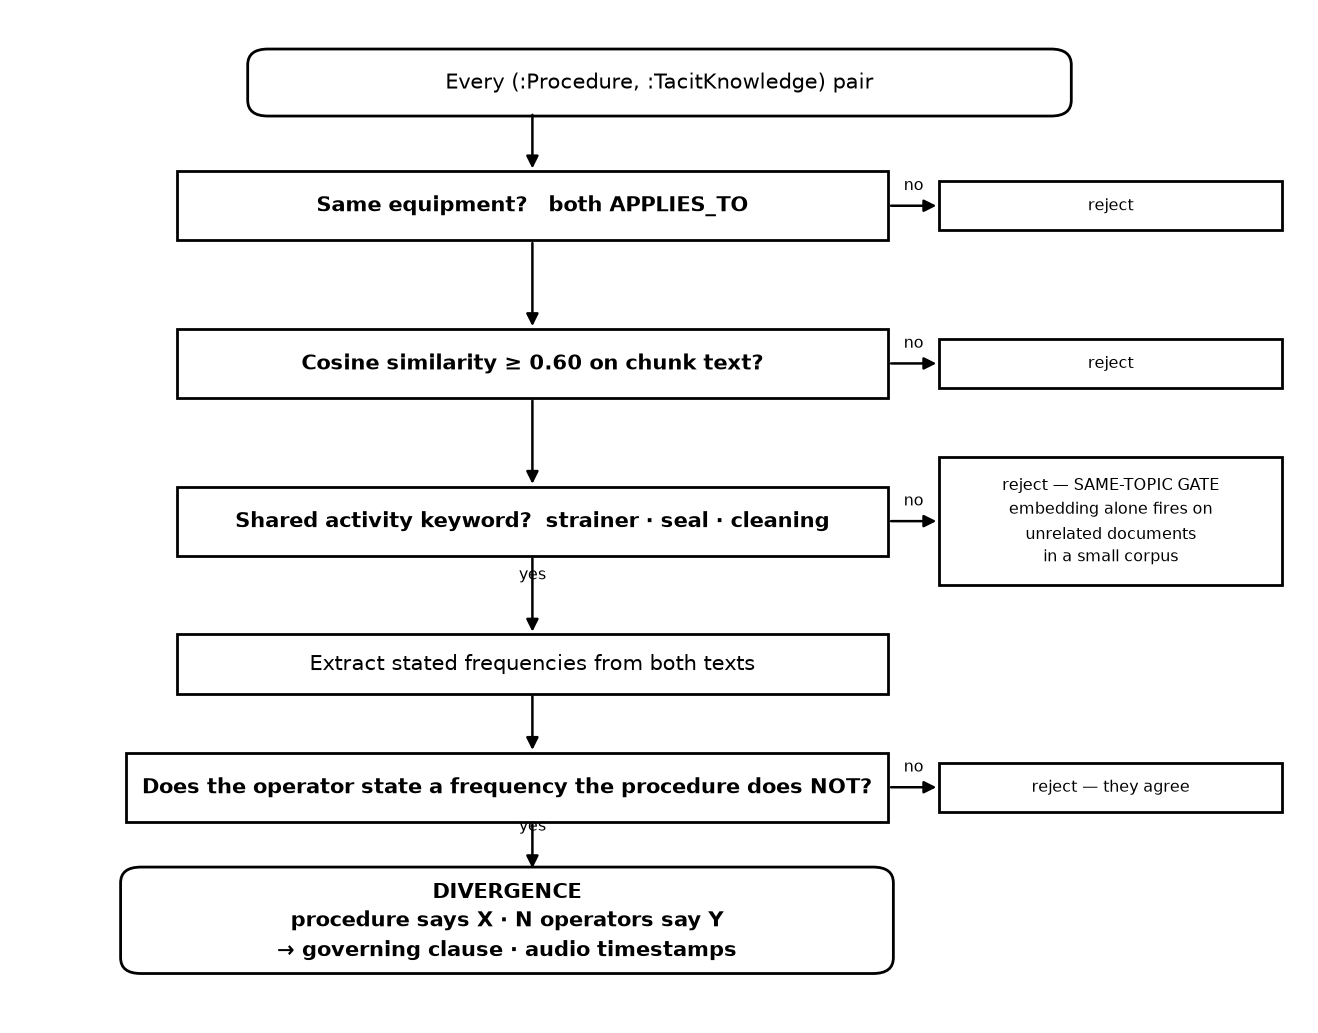 Every (:Procedure, :TacitKnowledge) pair
Same equipment?   both APPLIES_TO
no
reject
Cosine similarity ≥ 0.60 on chunk text?
no
reject
Shared activity keyword?  strainer · seal · cleaning
no
reject — SAME-TOPIC GATE
embedding alone fires on
unrelated documents
in a small corpus
yes
Extract stated frequencies from both texts
Does the operator state a frequency the procedure does NOT?
no
reject — they agree
yes
DIVERGENCE
procedure says X · N operators say Y
→ governing clause · audio timestamps